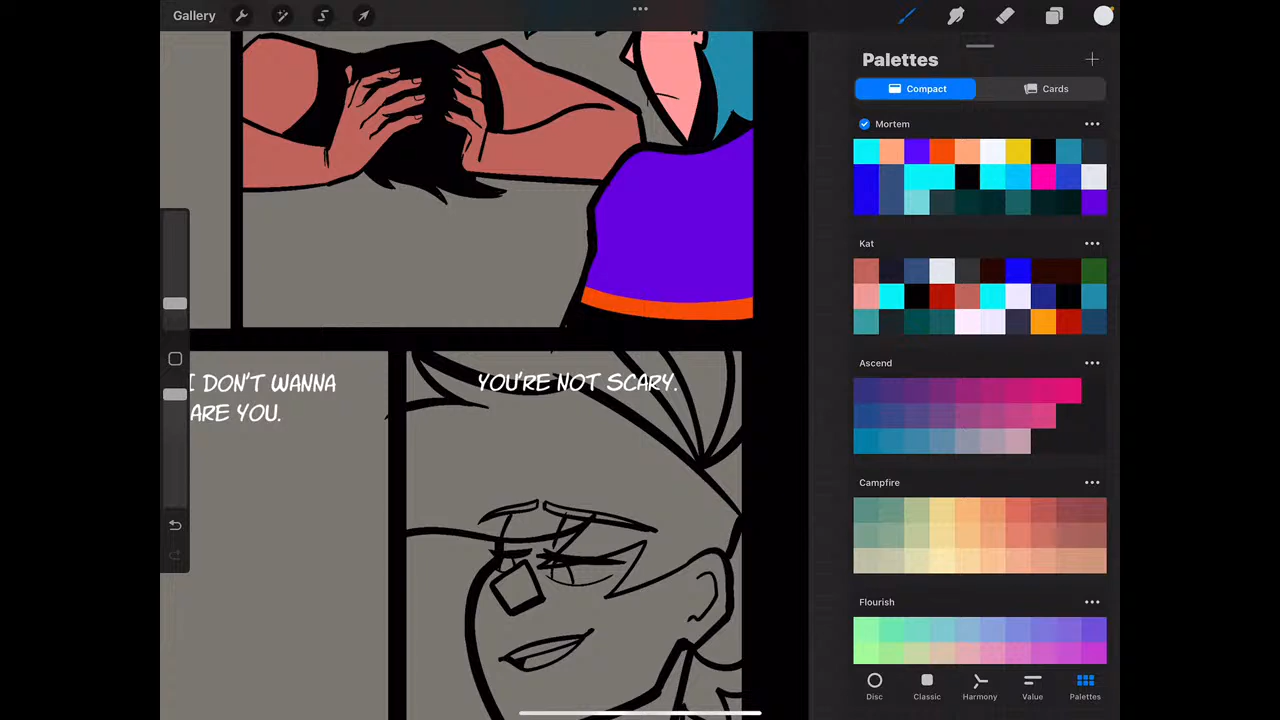 Gallery
Palettes
Compact
Cards
Mortem
Kat
Ascend
Campfire
Flourish
Disc
Classic
Harmony
Value
Palettes
I DON'T WANNA
ARE YOU.
YOU'RE NOT SCARY.